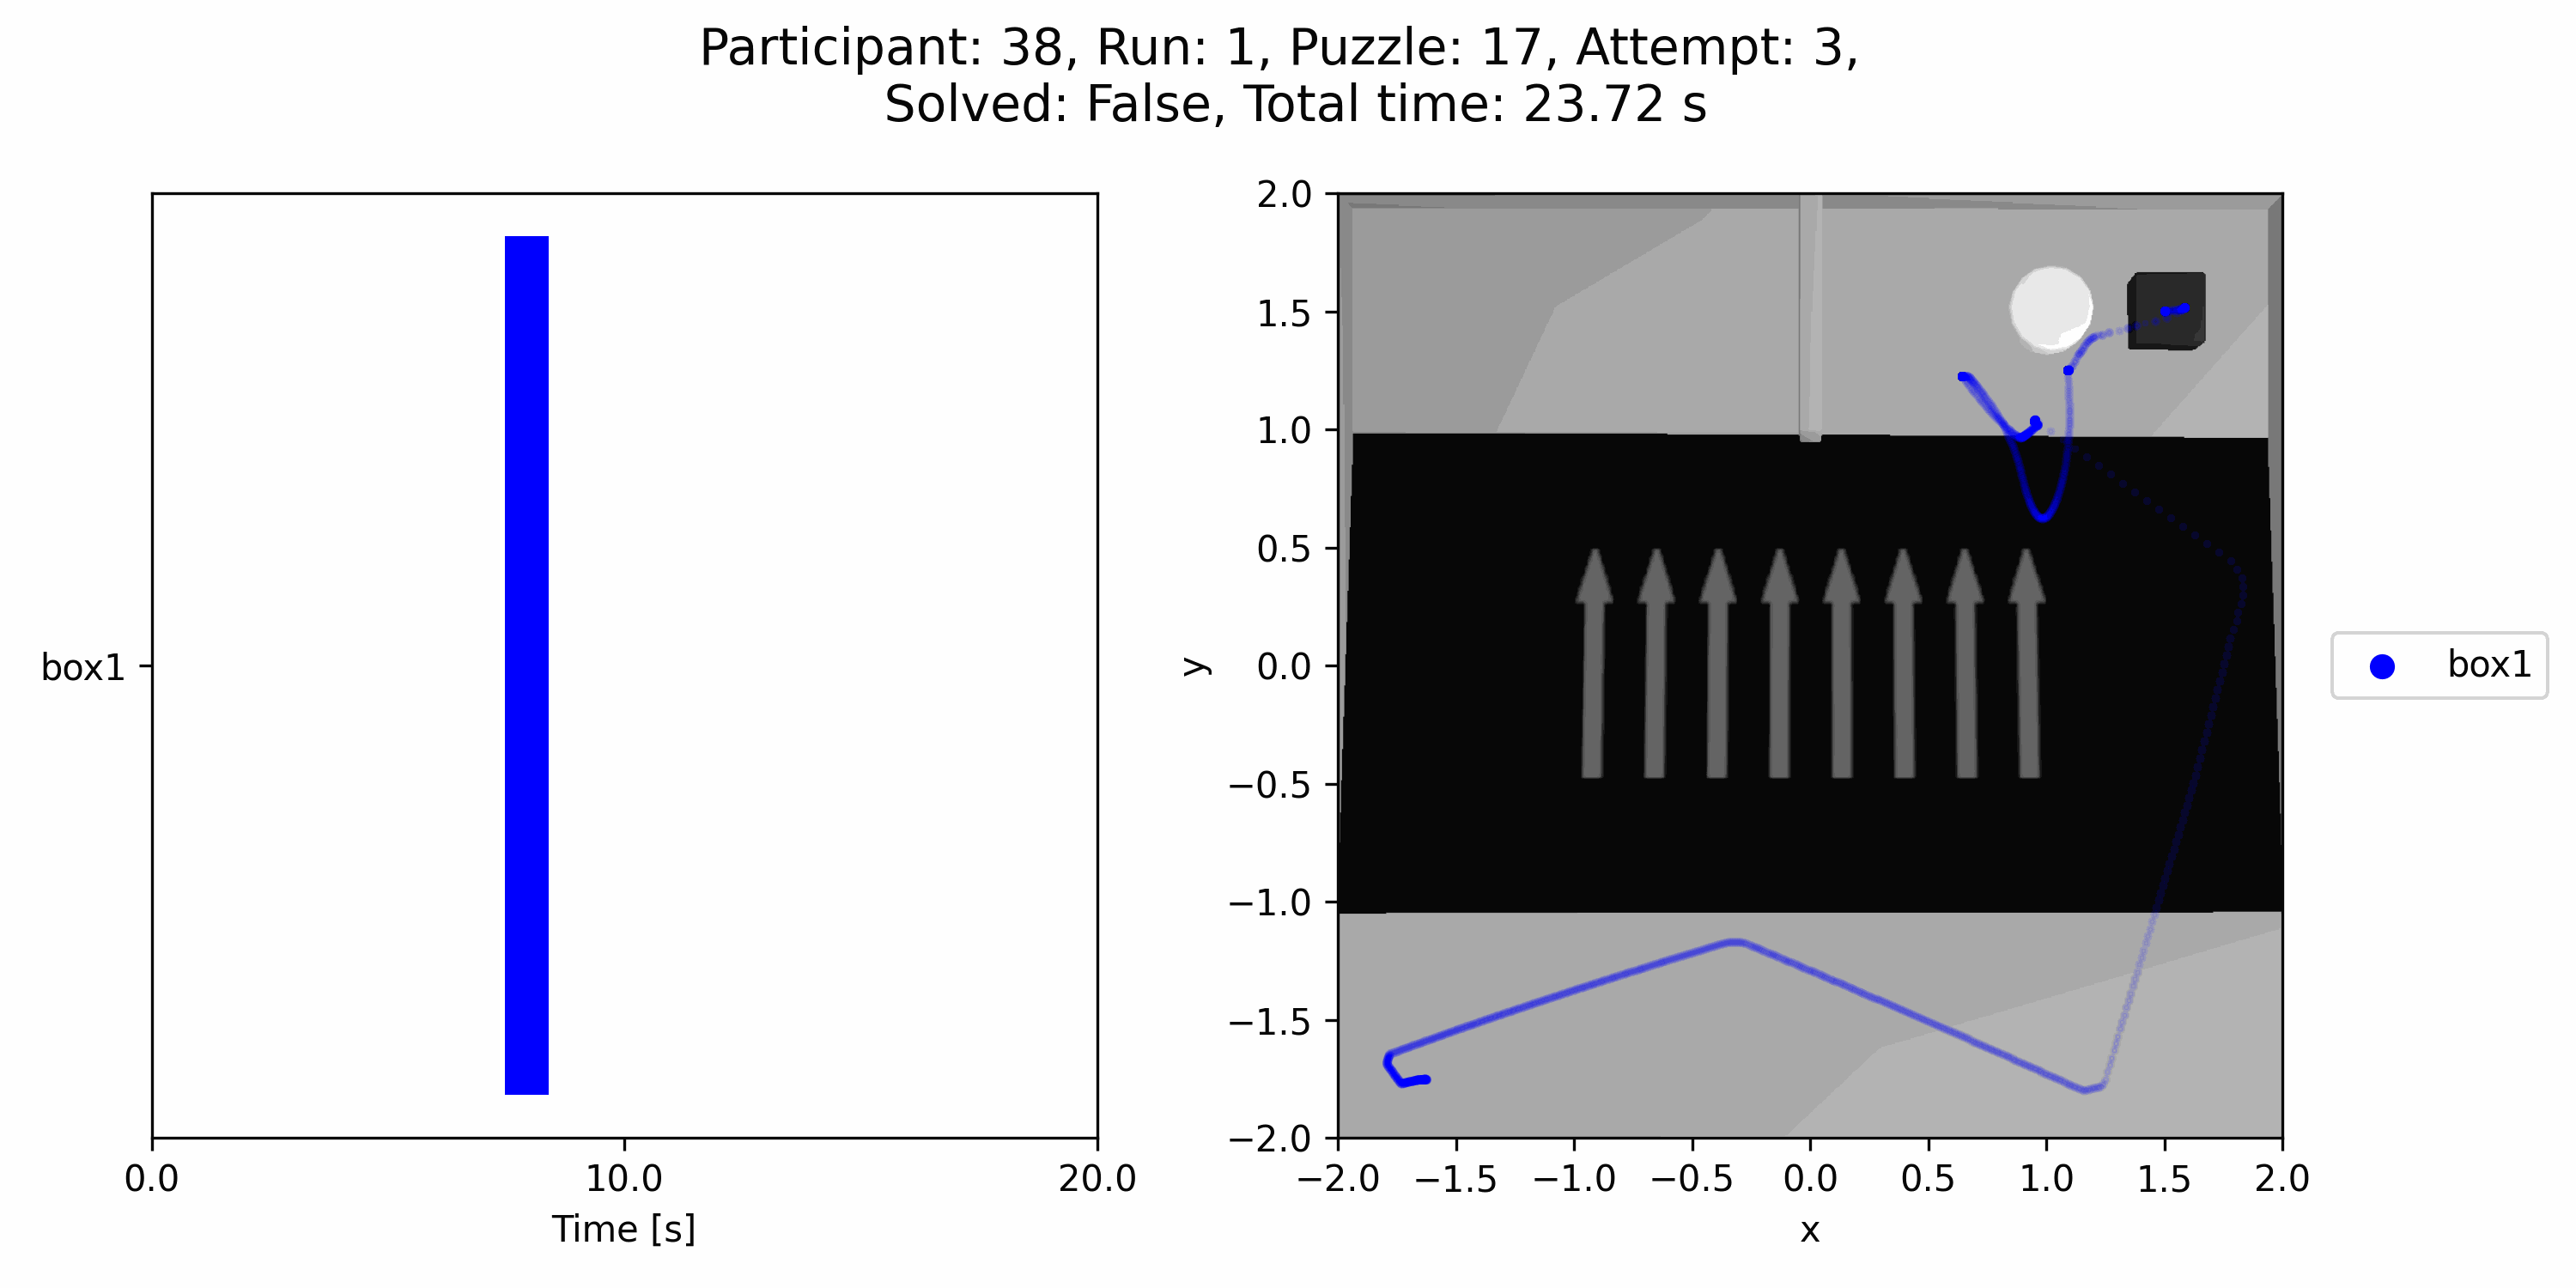 Participant: 38, Run: 1, Puzzle: 17, Attempt: 3,
Solved: False, Total time: 23.72 s
box1
0.0 10.0 20.0
Time [s]
2.0
1.5
1.0
0.5
0.0
−0.5
−1.0
−1.5
−2.0
y
−2.0 −1.5 −1.0 −0.5 0.0 0.5 1.0 1.5 2.0
x
box1